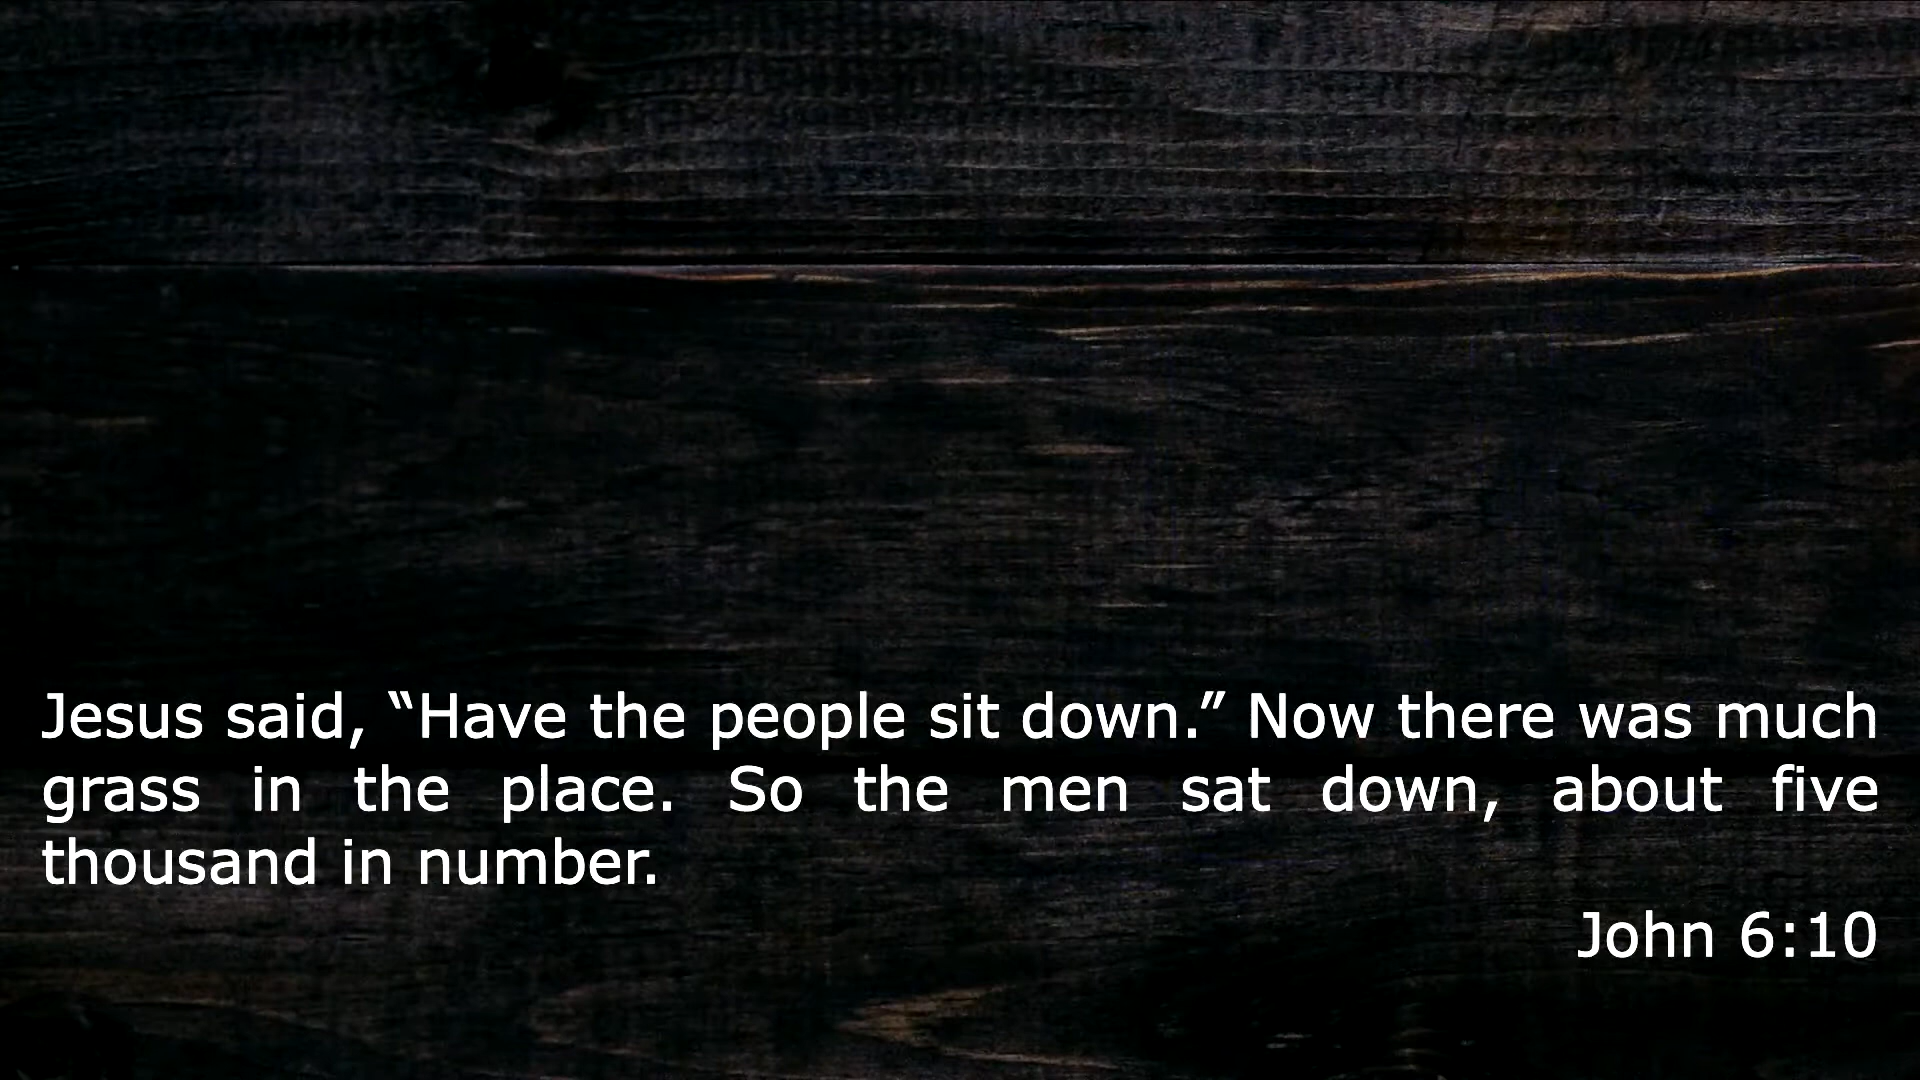 Jesus said, “Have the people sit down.” Now there was much
grass in the place. So the men sat down, about five
thousand in number.
John 6:10